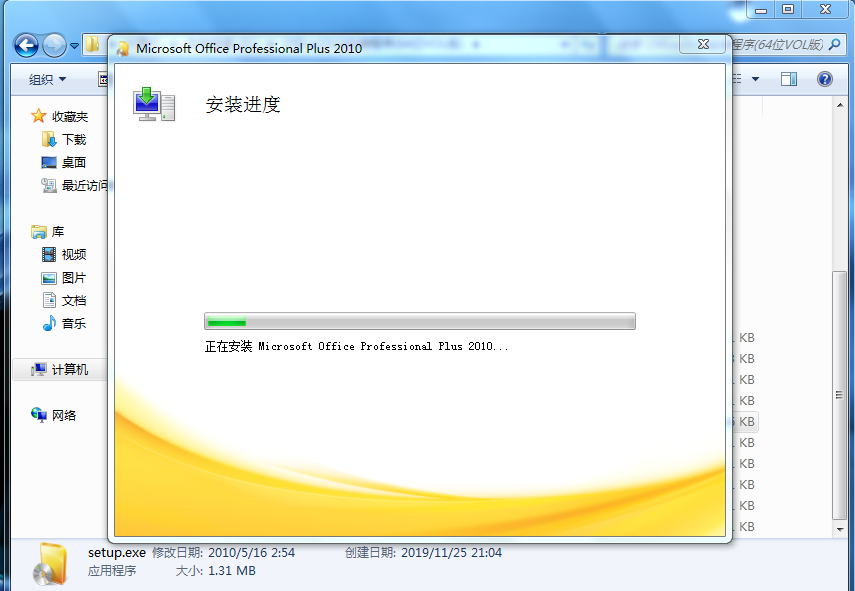 Microsoft Office Professional Plus 2010
程序(64位VOL版)
组织
安装进度
收藏夹
下载
桌面
最近访问
库
视频
图片
文档
音乐
计算机
网络
正在安装 Microsoft Office Professional Plus 2010...
KB
KB
KB
KB
KB
KB
KB
KB
KB
KB
setup.exe 修改日期: 2010/5/16 2:54 创建日期: 2019/11/25 21:04
应用程序 大小: 1.31 MB